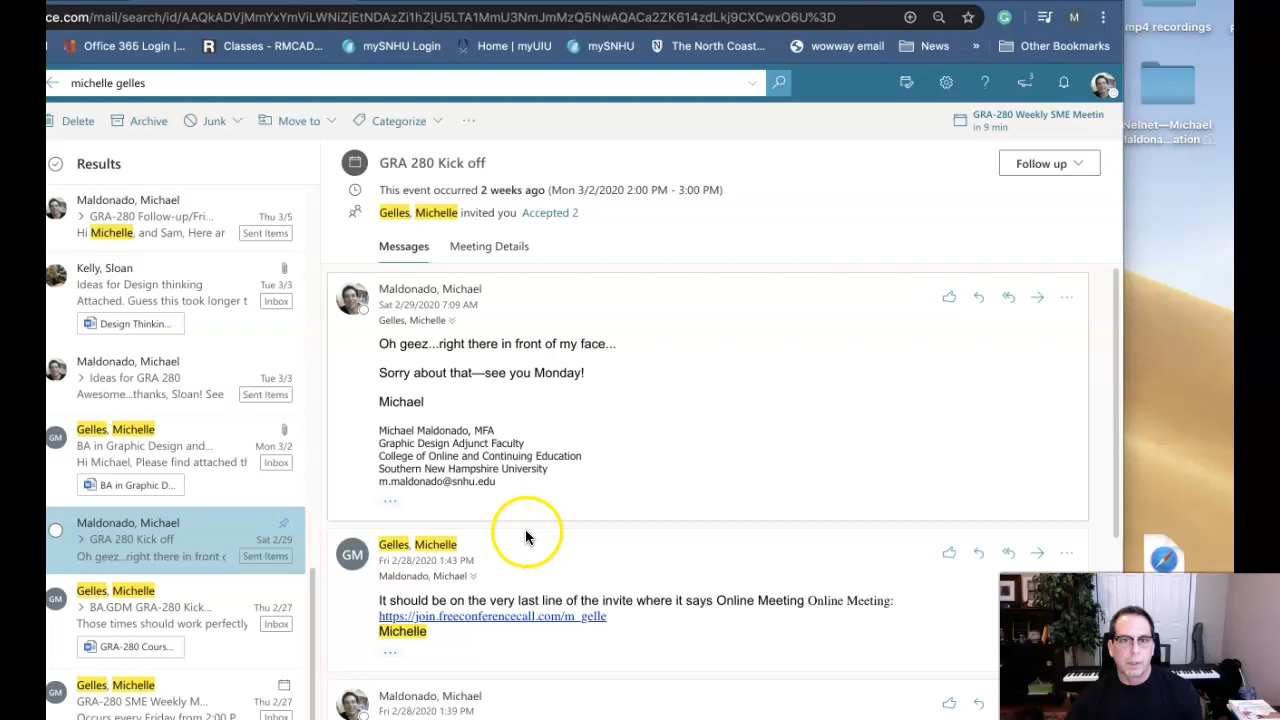 ce.com/mail/search/id/AAQkADVjMmYxYmViLWNiZjEtNDAzZi1hZjU5LTA1MmU3NmJmMzQ5NwAQACa2ZK614zdLkj9CXCwxO6U%3D
M
Office 365 Login |...
Classes - RMCAD...
mySNHU Login
Home | myUIU
mySNHU
The North Coast...
wowway email
News
»
Other Bookmarks
mp4 recordings
michelle gelles
3
Delete
Archive
Junk
Move to
Categorize
...
GRA-280 Weekly SME Meetin
in 9 min
Nelnet—Michael
Maldona...ation
Results
Maldonado, Michael
GRA-280 Follow-up/Fri...
Thu 3/5
Hi Michelle, and Sam, Here ar
Sent Items
Kelly, Sloan
Ideas for Design thinking
Tue 3/3
Attached. Guess this took longer t
Inbox
Design Thinkin...
Maldonado, Michael
Ideas for GRA 280
Tue 3/3
Awesome...thanks, Sloan! See
Sent Items
GM
Gelles, Michelle
BA in Graphic Design and...
Mon 3/2
Hi Michael, Please find attached th
Inbox
BA in Graphic D...
Maldonado, Michael
GRA 280 Kick off
Sat 2/29
Oh geez...right there in front c
Sent Items
GM
Gelles, Michelle
BA.GDM GRA-280 Kick...
Thu 2/27
Those times should work perfectly
Inbox
GRA-280 Cours...
GM
Gelles, Michelle
GRA-280 SME Weekly M...
Thu 2/27
Occurs every Friday from 2:00 P
Inbox
GRA 280 Kick off
Follow up
This event occurred 2 weeks ago (Mon 3/2/2020 2:00 PM - 3:00 PM)
Gelles, Michelle invited you Accepted 2
Messages
Meeting Details
Maldonado, Michael
Sat 2/29/2020 7:09 AM
Gelles, Michelle
Oh geez...right there in front of my face...
Sorry about that—see you Monday!
Michael
Michael Maldonado, MFA
Graphic Design Adjunct Faculty
College of Online and Continuing Education
Southern New Hampshire University
m.maldonado@snhu.edu
...
GM
Gelles, Michelle
Fri 2/28/2020 1:43 PM
Maldonado, Michael
It should be on the very last line of the invite where it says Online Meeting Online Meeting:
https://join.freeconferencecall.com/m_gelle
Michelle
...
Maldonado, Michael
Fri 2/28/2020 1:39 PM